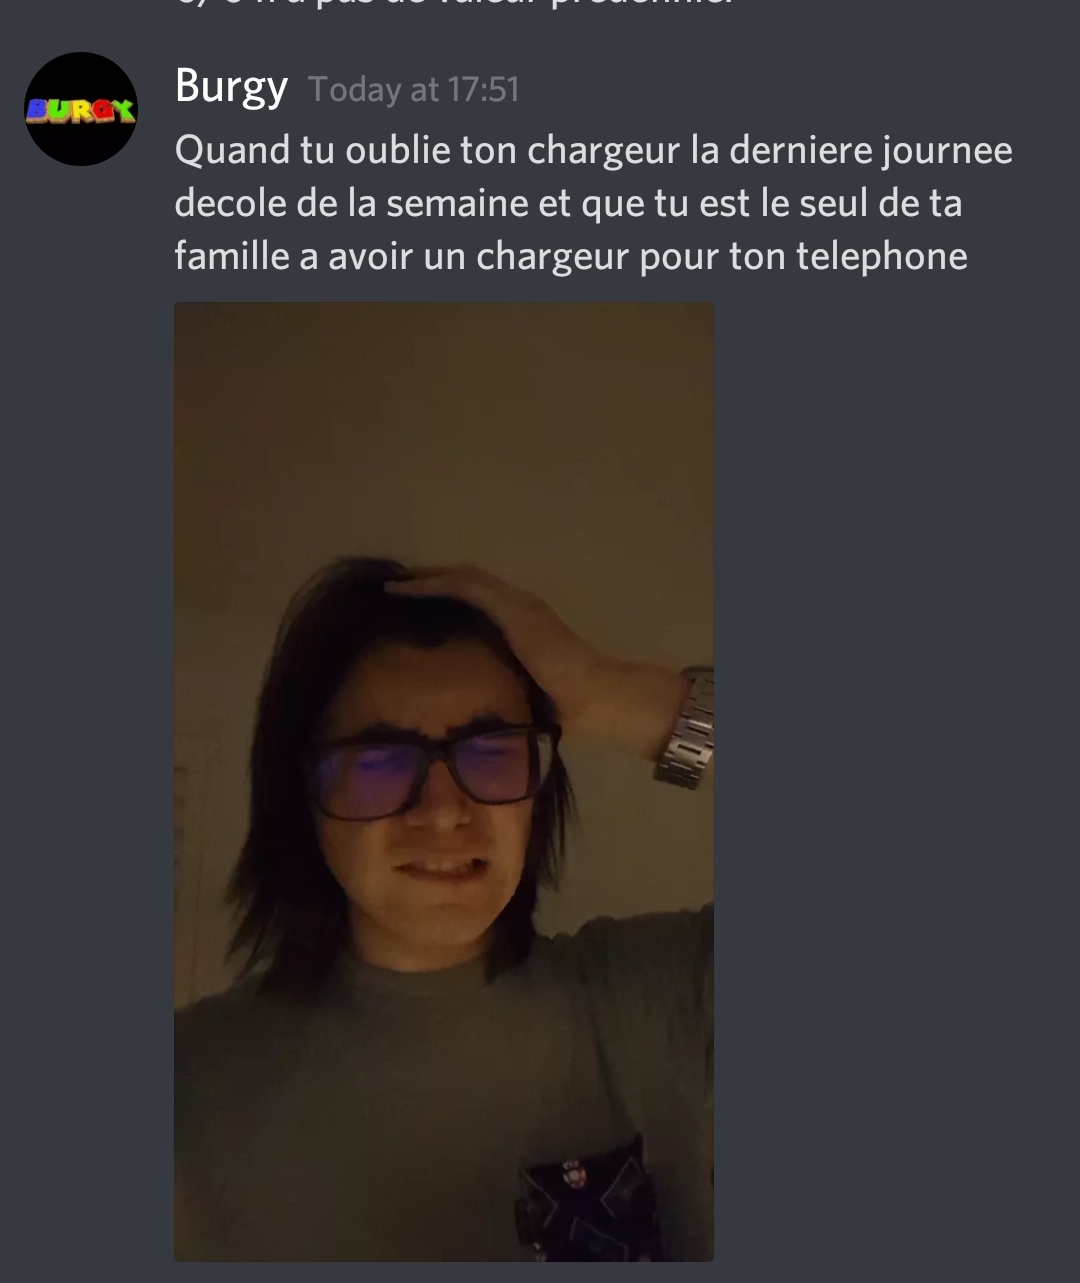 BURGY
Burgy Today at 17:51
Quand tu oublie ton chargeur la derniere journee
decole de la semaine et que tu est le seul de ta
famille a avoir un chargeur pour ton telephone